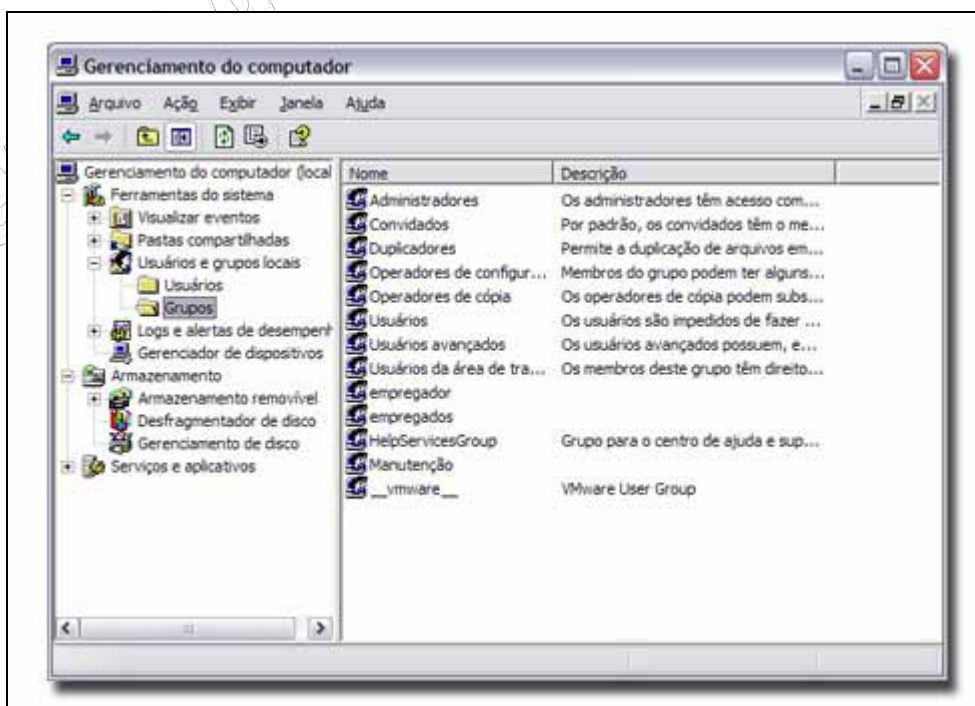 Gerenciamento do computador
Arquivo Ação Exibir Janela Ajuda
Gerenciamento do computador (local
Ferramentas do sistema
Visualizar eventos
Pastas compartilhadas
Usuários e grupos locais
Usuários
Grupos
Logs e alertas de desempenh
Gerenciador de dispositivos
Armazenamento
Armazenamento removível
Desfragmentador de disco
Gerenciamento de disco
Serviços e aplicativos
Nome Descrição
Administradores Os administradores têm acesso com...
Convidados Por padrão, os convidados têm o me...
Duplicadores Permite a duplicação de arquivos em...
Operadores de configur... Membros do grupo podem ter alguns...
Operadores de cópia Os operadores de cópia podem subs...
Usuários Os usuários são impedidos de fazer ...
Usuários avançados Os usuários avançados possuem, e...
Usuários da área de tra... Os membros deste grupo têm direito...
empregador
empregados
HelpServicesGroup Grupo para o centro de ajuda e sup...
Manutenção
__vmware__ VMware User Group